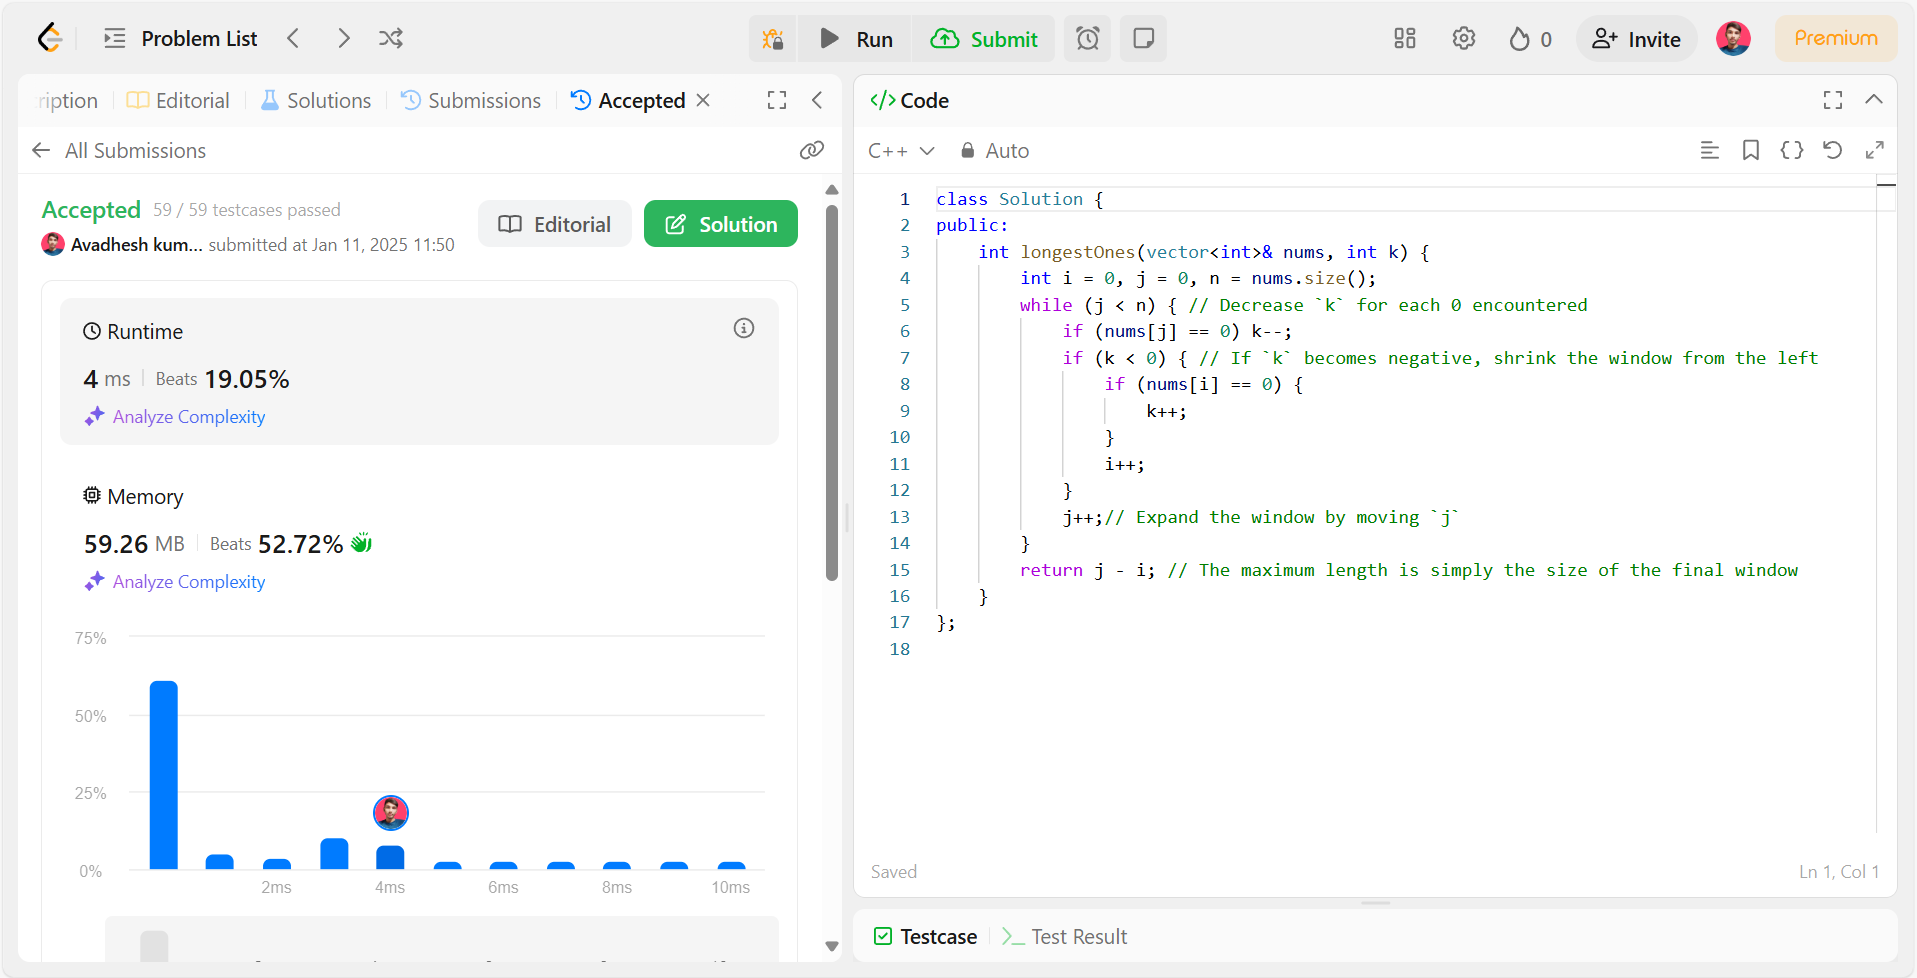 Problem List
Run
Submit
0
Invite
Premium
ription
Editorial
Solutions
Submissions
Accepted
All Submissions
Accepted 59 / 59 testcases passed
Avadhesh kum... submitted at Jan 11, 2025 11:50
Editorial
Solution
Runtime
4 ms Beats 19.05%
Analyze Complexity
Memory
59.26 MB Beats 52.72%
Analyze Complexity
75%
50%
25%
0%
2ms 4ms 6ms 8ms 10ms
</> Code
C++ Auto
1 class Solution {
2 public:
3     int longestOnes(vector<int>& nums, int k) {
4         int i = 0, j = 0, n = nums.size();
5         while (j < n) { // Decrease `k` for each 0 encountered
6             if (nums[j] == 0) k--;
7             if (k < 0) { // If `k` becomes negative, shrink the window from the left
8                 if (nums[i] == 0) {
9                     k++;
10                 }
11                 i++;
12             }
13             j++;// Expand the window by moving `j`
14         }
15         return j - i; // The maximum length is simply the size of the final window
16     }
17 };
18
Saved
Ln 1, Col 1
Testcase
Test Result